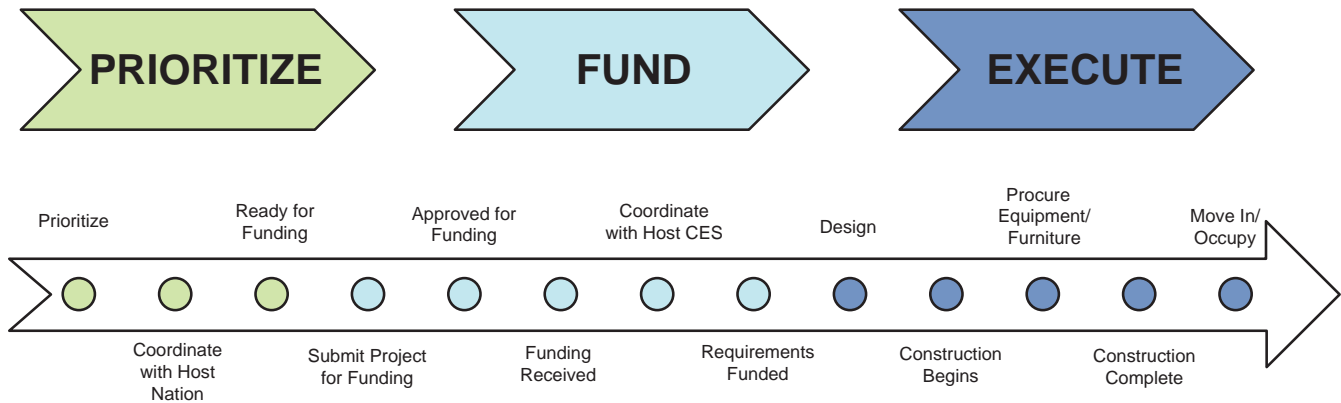 PRIORITIZE
FUND
EXECUTE
Prioritize
Ready for
Funding
Approved for
Funding
Coordinate
with Host CES
Design
Procure
Equipment/
Furniture
Move In/
Occupy
Coordinate
with Host
Nation
Submit Project
for Funding
Funding
Received
Requirements
Funded
Construction
Begins
Construction
Complete